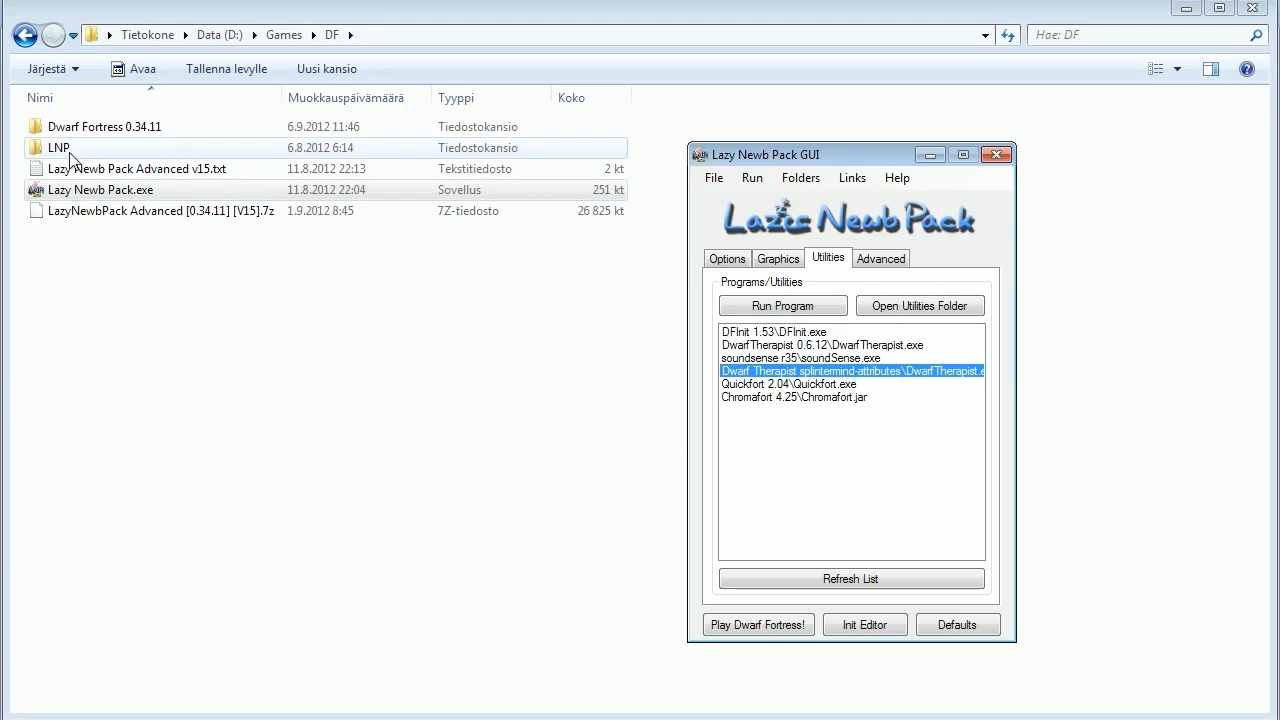 Tietokone Data (D:) Games DF Hae: DF
Järjestä Avaa Tallenna levylle Uusi kansio
Nimi Muokkauspäivämäärä Tyyppi Koko
Dwarf Fortress 0.34.11 6.9.2012 11:46 Tiedostokansio
LNP 6.8.2012 6:14 Tiedostokansio
Lazy Newb Pack Advanced v15.txt 11.8.2012 22:13 Tekstitiedosto 2 kt
Lazy Newb Pack.exe 11.8.2012 22:04 Sovellus 251 kt
LazyNewbPack Advanced [0.34.11] [V15].7z 1.9.2012 8:45 7Z-tiedosto 26 825 kt
Lazy Newb Pack GUI
File Run Folders Links Help
Lazy Newb Pack
Options Graphics Utilities Advanced
Programs/Utilities
Run Program Open Utilities Folder
DFInit 1.53\DFInit.exe
DwarfTherapist 0.6.12\DwarfTherapist.exe
soundsense r35\soundSense.exe
Dwarf Therapist splintermind-attributes\DwarfTherapist.e
Quickfort 2.04\Quickfort.exe
Chromafort 4.25\Chromafort.jar
Refresh List
Play Dwarf Fortress! Init Editor Defaults